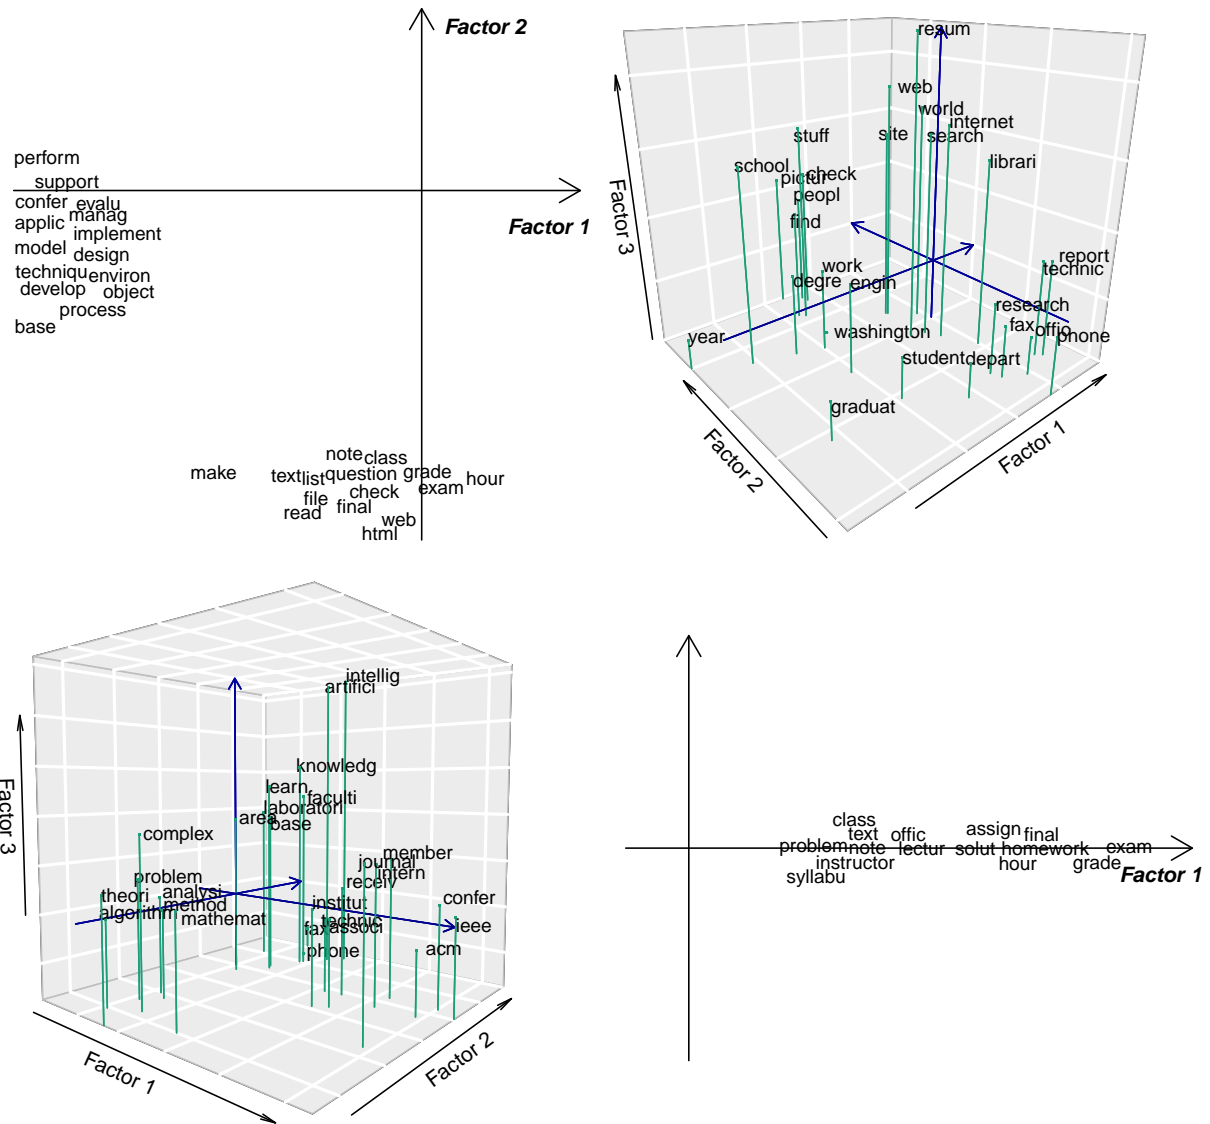 Factor 2
perform
support
confer evalu
applic manag
implement
model design
techniqu environ
develop object
process
base
Factor 1
note class
make text list question grade hour
file check exam
read final
web
html
resum
web
world
internet
stuff site search
school check librari
pictur
peopl
find
Factor 3
work report
degre engin technic
research
year washington fax offic phone
student depart
graduat
Factor 2
Factor 1
intellig
artifici
knowledg
learn faculti
laboratori
area base
complex
member
journal
intern
problem receiv
theori analysi confer
method institut
algorithm mathemat technic
fax associ ieee
phone acm
Factor 3
Factor 1
Factor 2
class assign final
text offic
problem note lectur solut homework exam
instructor hour grade
syllabu Factor 1